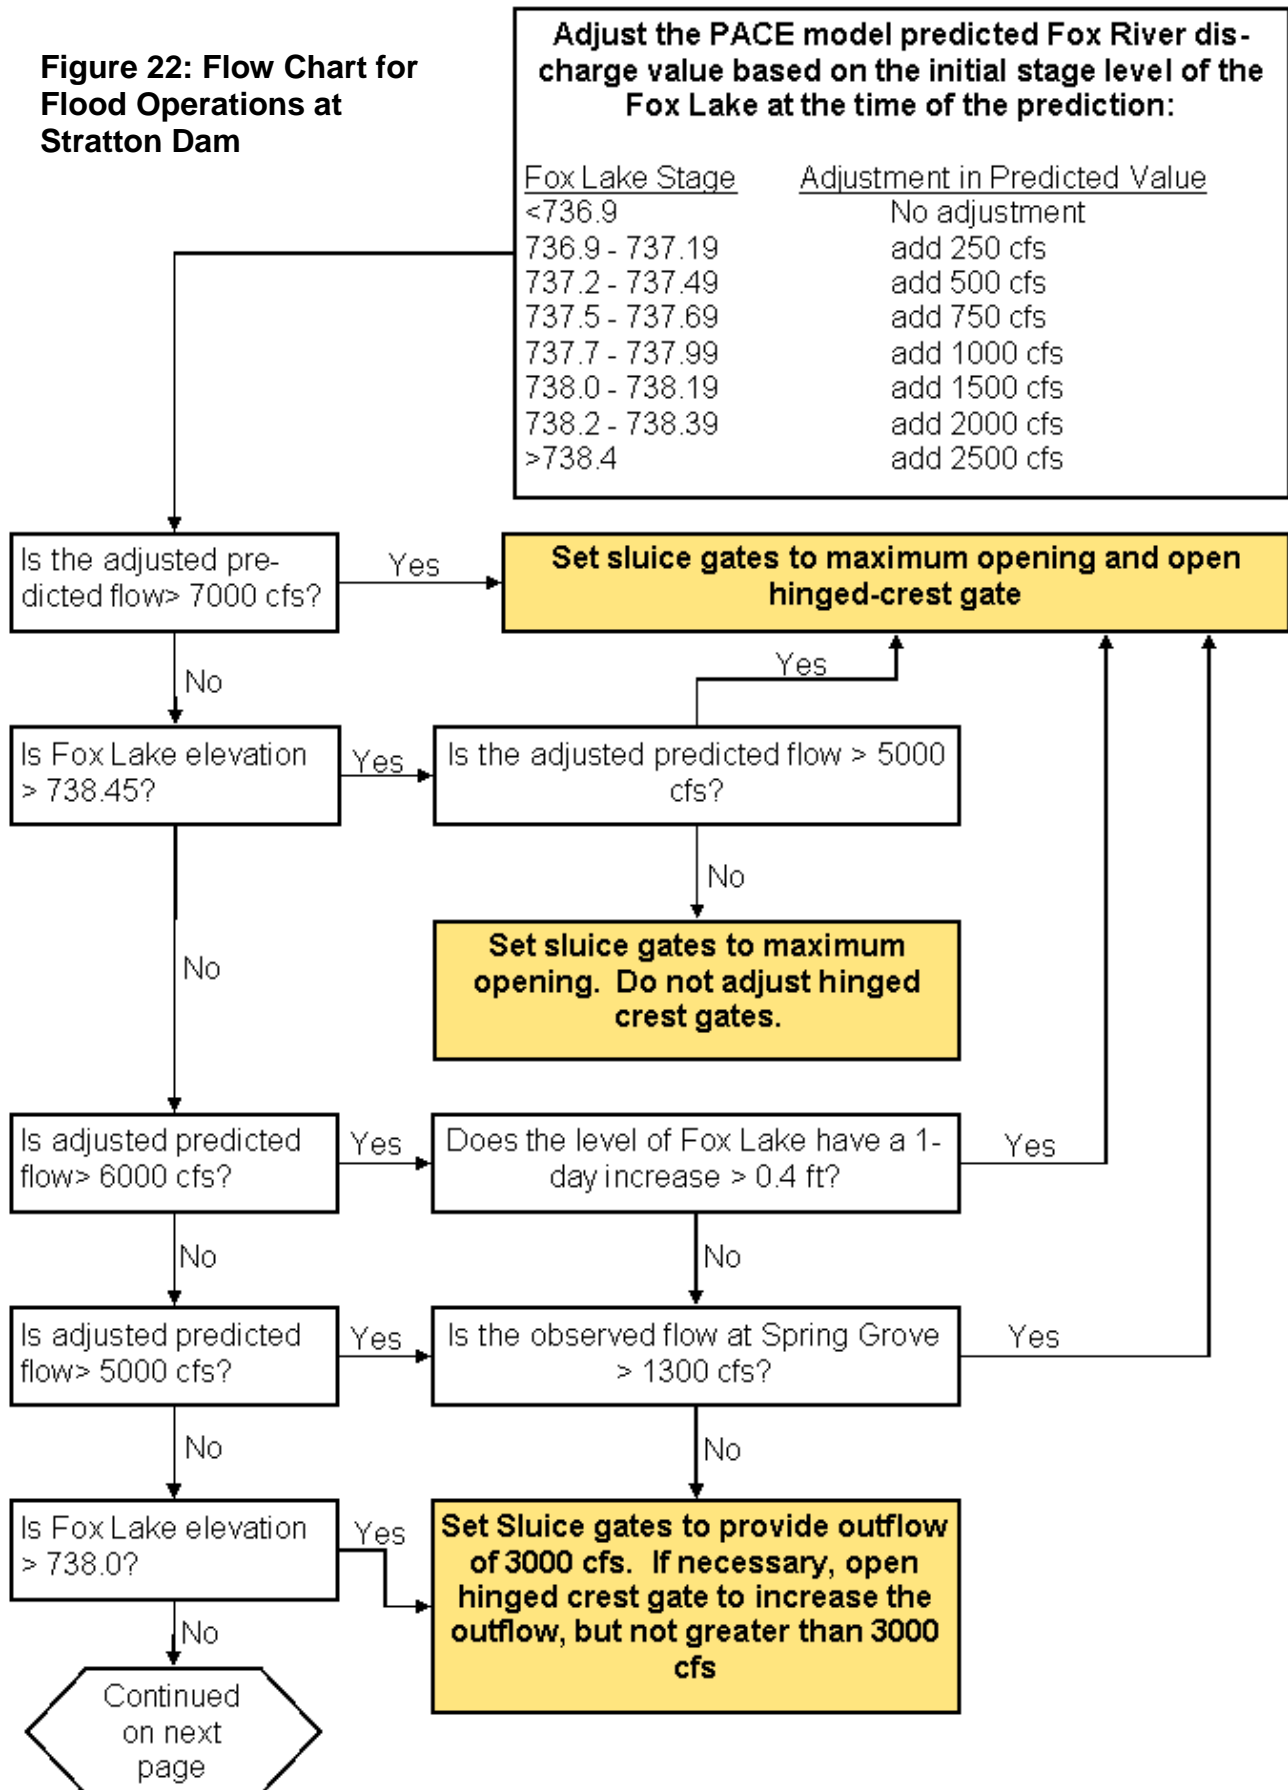 Figure 22: Flow Chart for
Flood Operations at
Stratton Dam
Adjust the PACE model predicted Fox River dis-
charge value based on the initial stage level of the
Fox Lake at the time of the prediction:
Fox Lake Stage Adjustment in Predicted Value
<736.9 No adjustment
736.9 - 737.19 add 250 cfs
737.2 - 737.49 add 500 cfs
737.5 - 737.69 add 750 cfs
737.7 - 737.99 add 1000 cfs
738.0 - 738.19 add 1500 cfs
738.2 - 738.39 add 2000 cfs
>738.4 add 2500 cfs
Is the adjusted pre-
dicted flow> 7000 cfs?
Yes
Set sluice gates to maximum opening and open
hinged-crest gate
No
Yes
Is Fox Lake elevation
> 738.45?
Yes
Is the adjusted predicted flow > 5000
cfs?
No
No
Set sluice gates to maximum
opening. Do not adjust hinged
crest gates.
Is adjusted predicted
flow> 6000 cfs?
Yes
Does the level of Fox Lake have a 1-
day increase > 0.4 ft?
Yes
No
No
Is adjusted predicted
flow> 5000 cfs?
Yes
Is the observed flow at Spring Grove
> 1300 cfs?
Yes
No
No
Is Fox Lake elevation
> 738.0?
Yes
Set Sluice gates to provide outflow
of 3000 cfs. If necessary, open
hinged crest gate to increase the
outflow, but not greater than 3000
cfs
No
Continued
on next
page